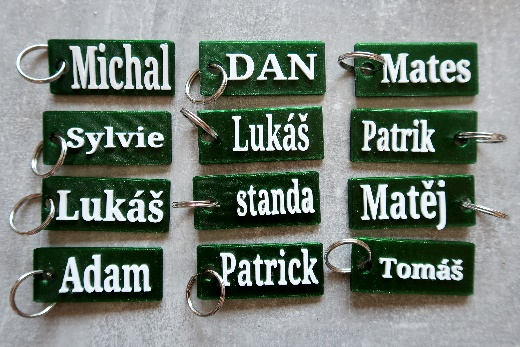 Michal
DAN
Mates
Sylvie
Lukáš
Patrik
Lukáš
standa
Matěj
Adam
Patrick
Tomáš